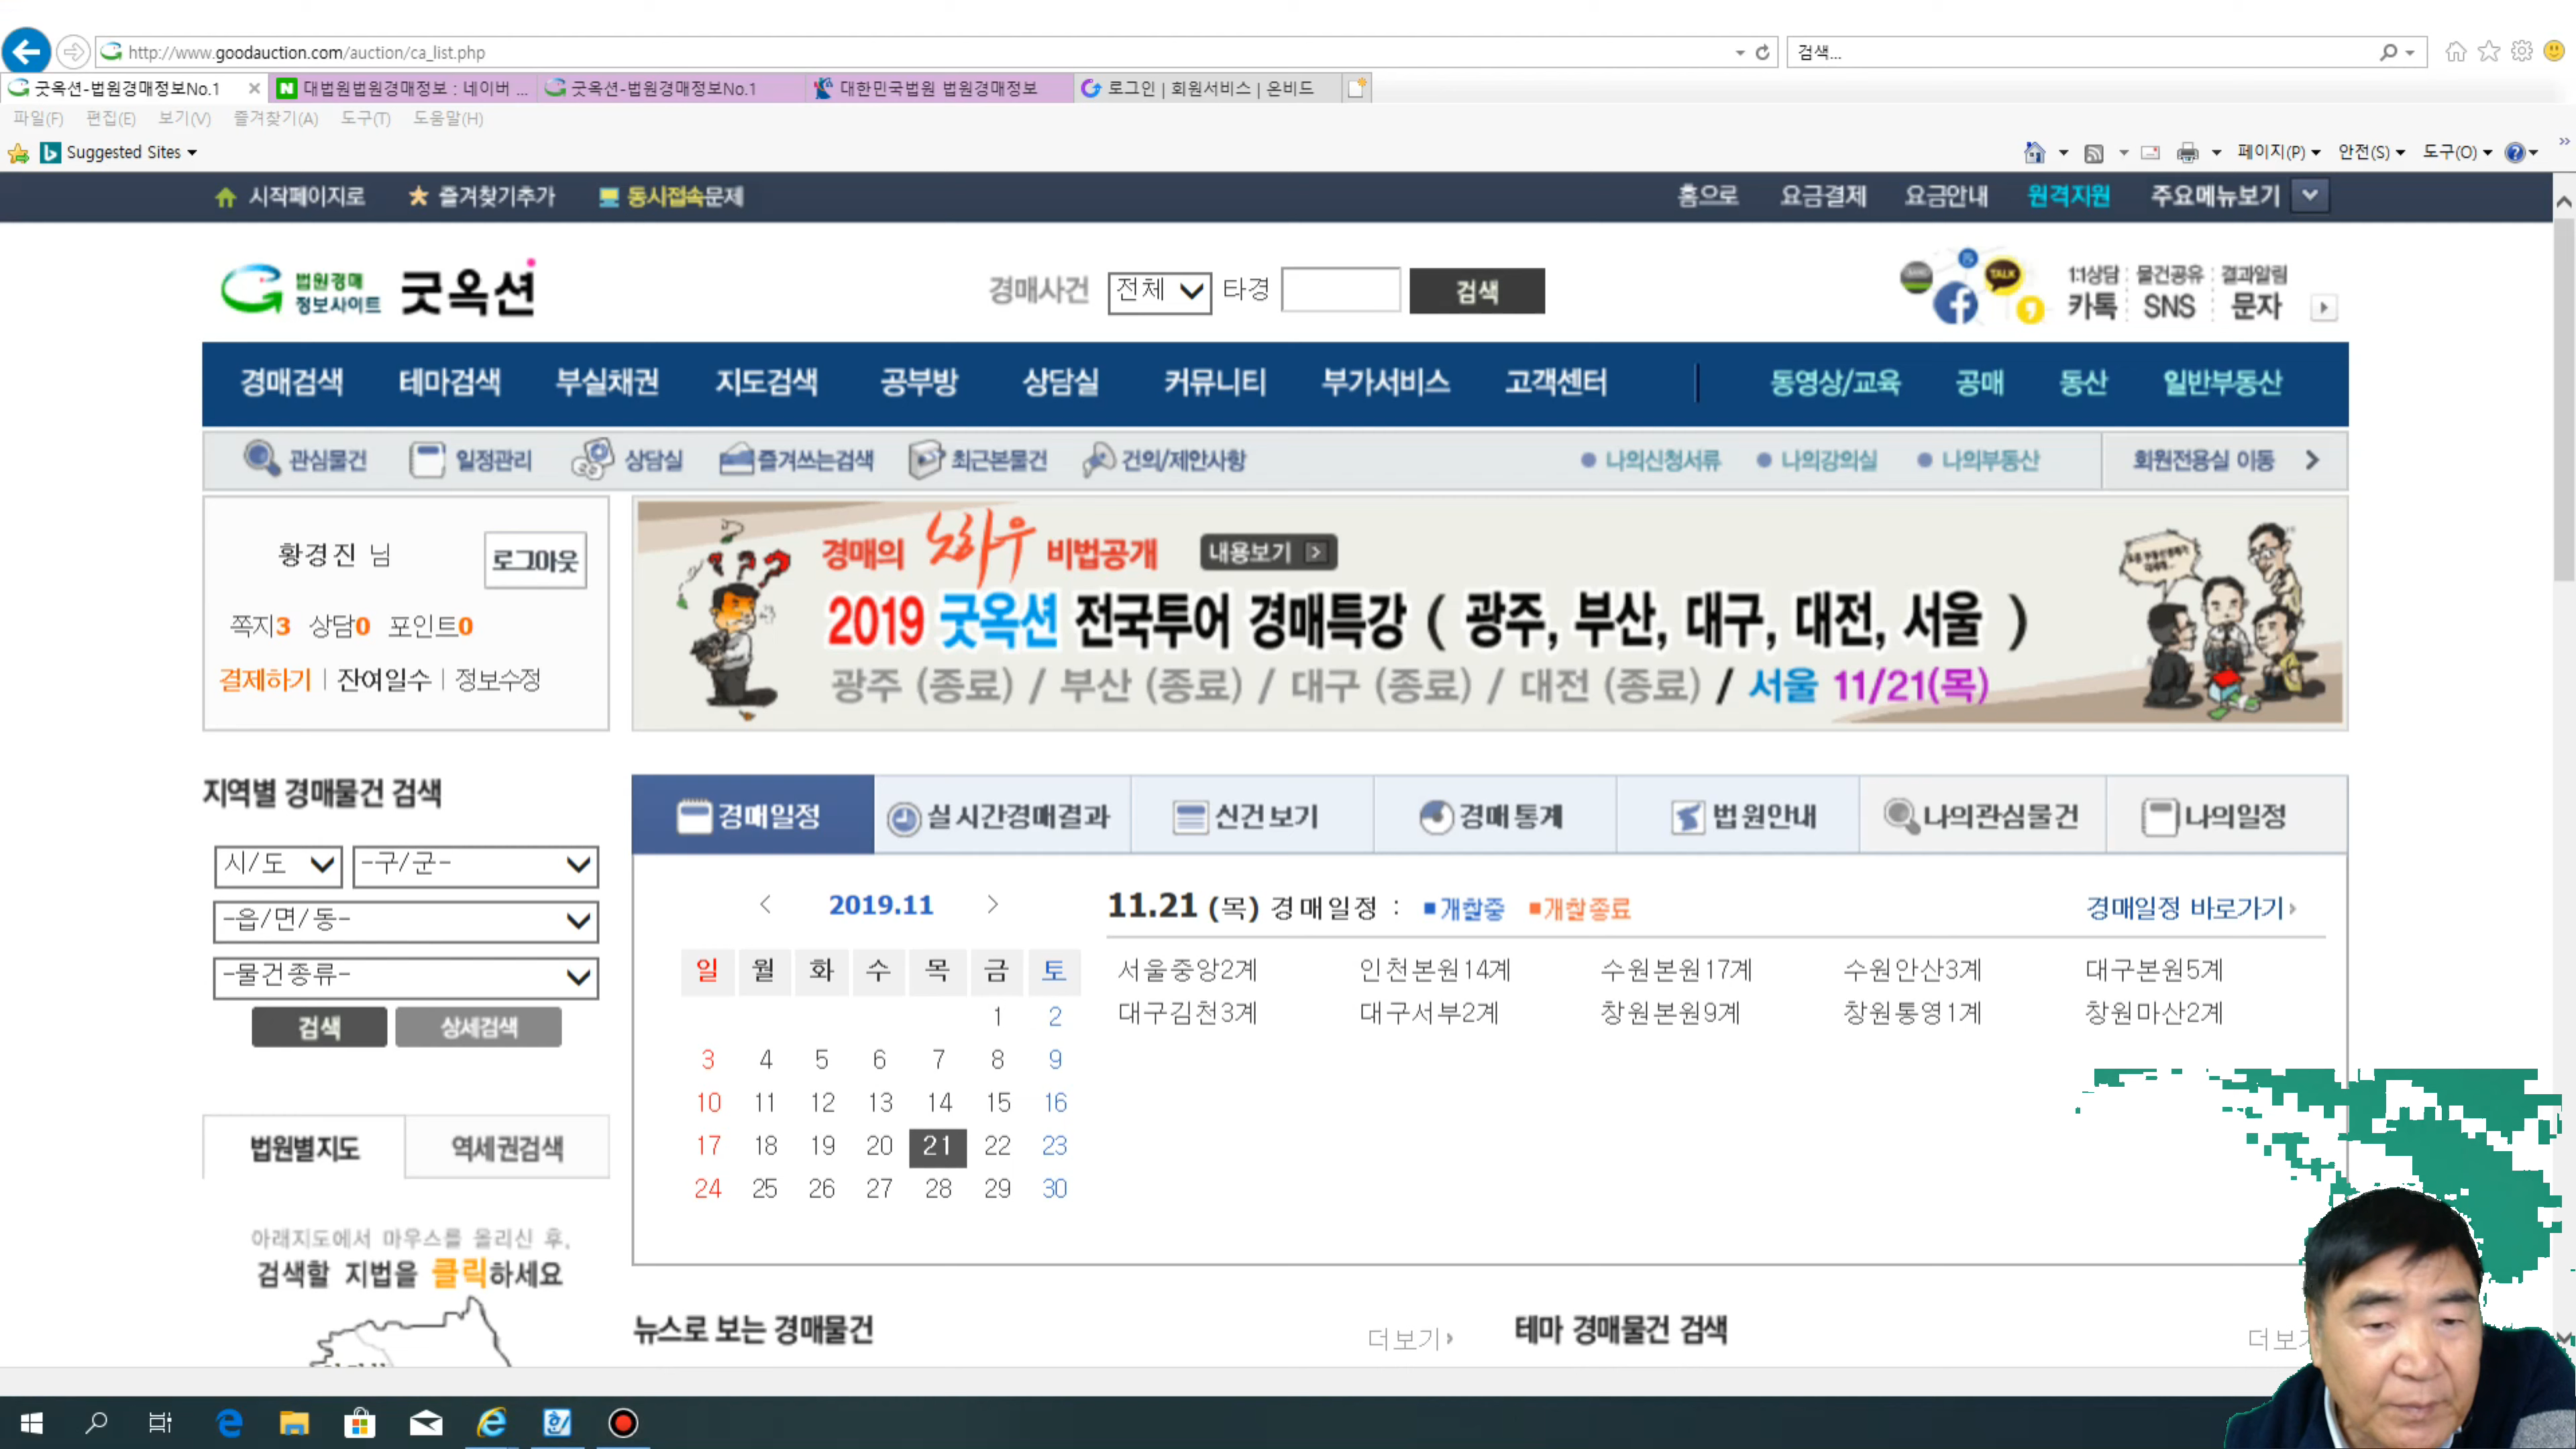 http://www.goodauction.com/auction/ca_list.php
검색...
굿옥션-법원경매정보No.1
대법원법원경매정보 : 네이버 ...
굿옥션-법원경매정보No.1
대한민국법원 법원경매정보
로그인 | 회원서비스 | 온비드
파일(F) 편집(E) 보기(V) 즐겨찾기(A) 도구(T) 도움말(H)
Suggested Sites
페이지(P) 안전(S) 도구(O)
시작페이지로 즐겨찾기추가 동시접속문제
홈으로 요금결제 요금안내 원격지원 주요메뉴보기
법원경매
정보사이트
굿옥션
경매사건 전체 타경 검색
TALK
1:1상담 물건공유 결과알림
카톡 SNS 문자
경매검색 테마검색 부실채권 지도검색 공부방 상담실 커뮤니티 부가서비스 고객센터 동영상/교육 공매 동산 일반부동산
관심물건 일정관리 상담실 즐겨쓰는검색 최근본물건 건의/제안사항 나의신청서류 나의강의실 나의부동산 회원전용실 이동
황경진 님 로그아웃
쪽지3 상담0 포인트0
결제하기 | 잔여일수 | 정보수정
경매의 노하우 비법공개 내용보기
2019 굿옥션 전국투어 경매특강 ( 광주, 부산, 대구, 대전, 서울 )
광주 (종료) / 부산 (종료) / 대구 (종료) / 대전 (종료) / 서울 11/21(목)
지역별 경매물건 검색
시/도 -구/군-
-읍/면/동-
-물건종류-
검색 상세검색
법원별지도 역세권검색
아래지도에서 마우스를 올리신 후,
검색할 지법을 클릭하세요
경매일정 실시간경매결과 신건보기 경매통계 법원안내 나의관심물건 나의일정
2019.11
일 월 화 수 목 금 토
1 2
3 4 5 6 7 8 9
10 11 12 13 14 15 16
17 18 19 20 21 22 23
24 25 26 27 28 29 30
11.21 (목) 경매일정 : ■개찰중 ■개찰종료
경매일정 바로가기
서울중앙2계 인천본원14계 수원본원17계 수원안산3계 대구본원5계
대구김천3계 대구서부2계 창원본원9계 창원통영1계 창원마산2계
뉴스로 보는 경매물건 더보기
테마 경매물건 검색 더보